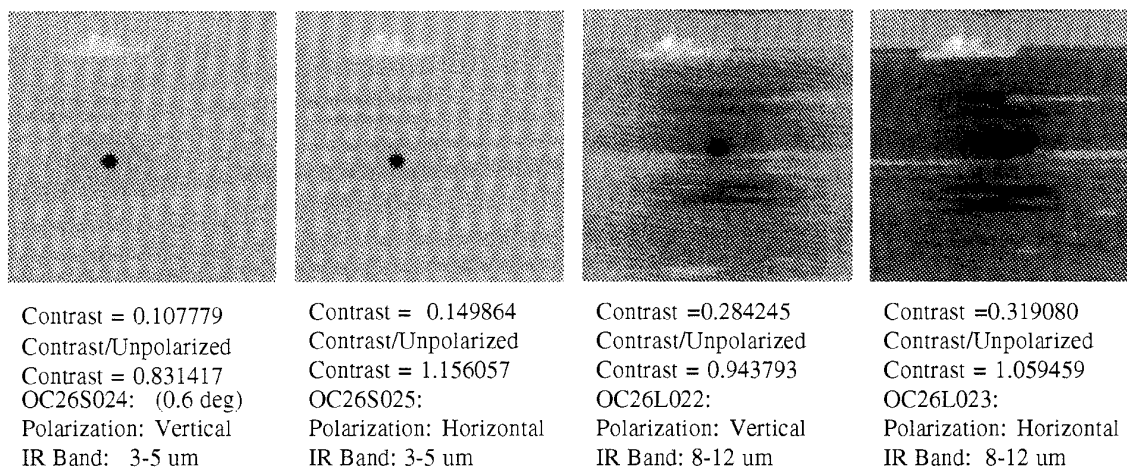 Contrast = 0.107779
Contrast/Unpolarized
Contrast = 0.831417
OC26S024: (0.6 deg)
Polarization: Vertical
IR Band: 3-5 um
Contrast = 0.149864
Contrast/Unpolarized
Contrast = 1.156057
OC26S025:
Polarization: Horizontal
IR Band: 3-5 um
Contrast =0.284245
Contrast/Unpolarized
Contrast = 0.943793
OC26L022:
Polarization: Vertical
IR Band: 8-12 um
Contrast =0.319080
Contrast/Unpolarized
Contrast = 1.059459
OC26L023:
Polarization: Horizontal
IR Band: 8-12 um